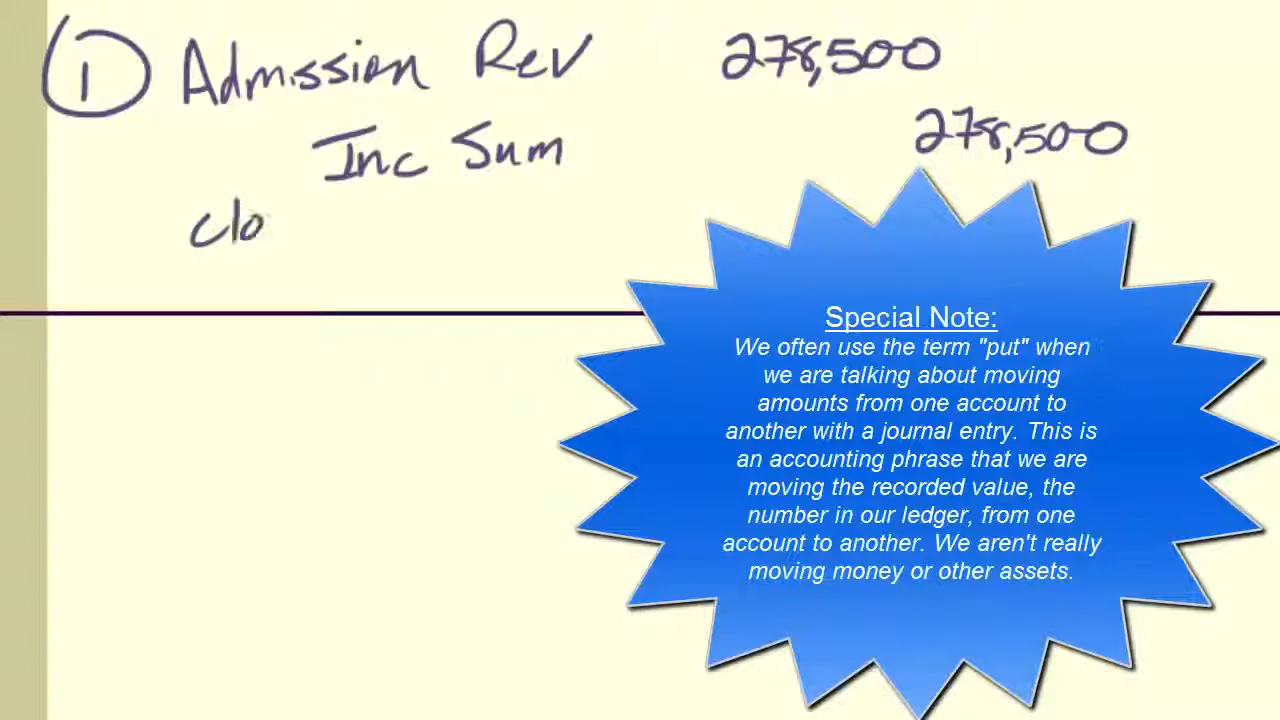 1 Admission Rev 278,500
Inc Sum 278,500
clo
Special Note:
We often use the term "put" when
we are talking about moving
amounts from one account to
another with a journal entry. This is
an accounting phrase that we are
moving the recorded value, the
number in our ledger, from one
account to another. We aren't really
moving money or other assets.